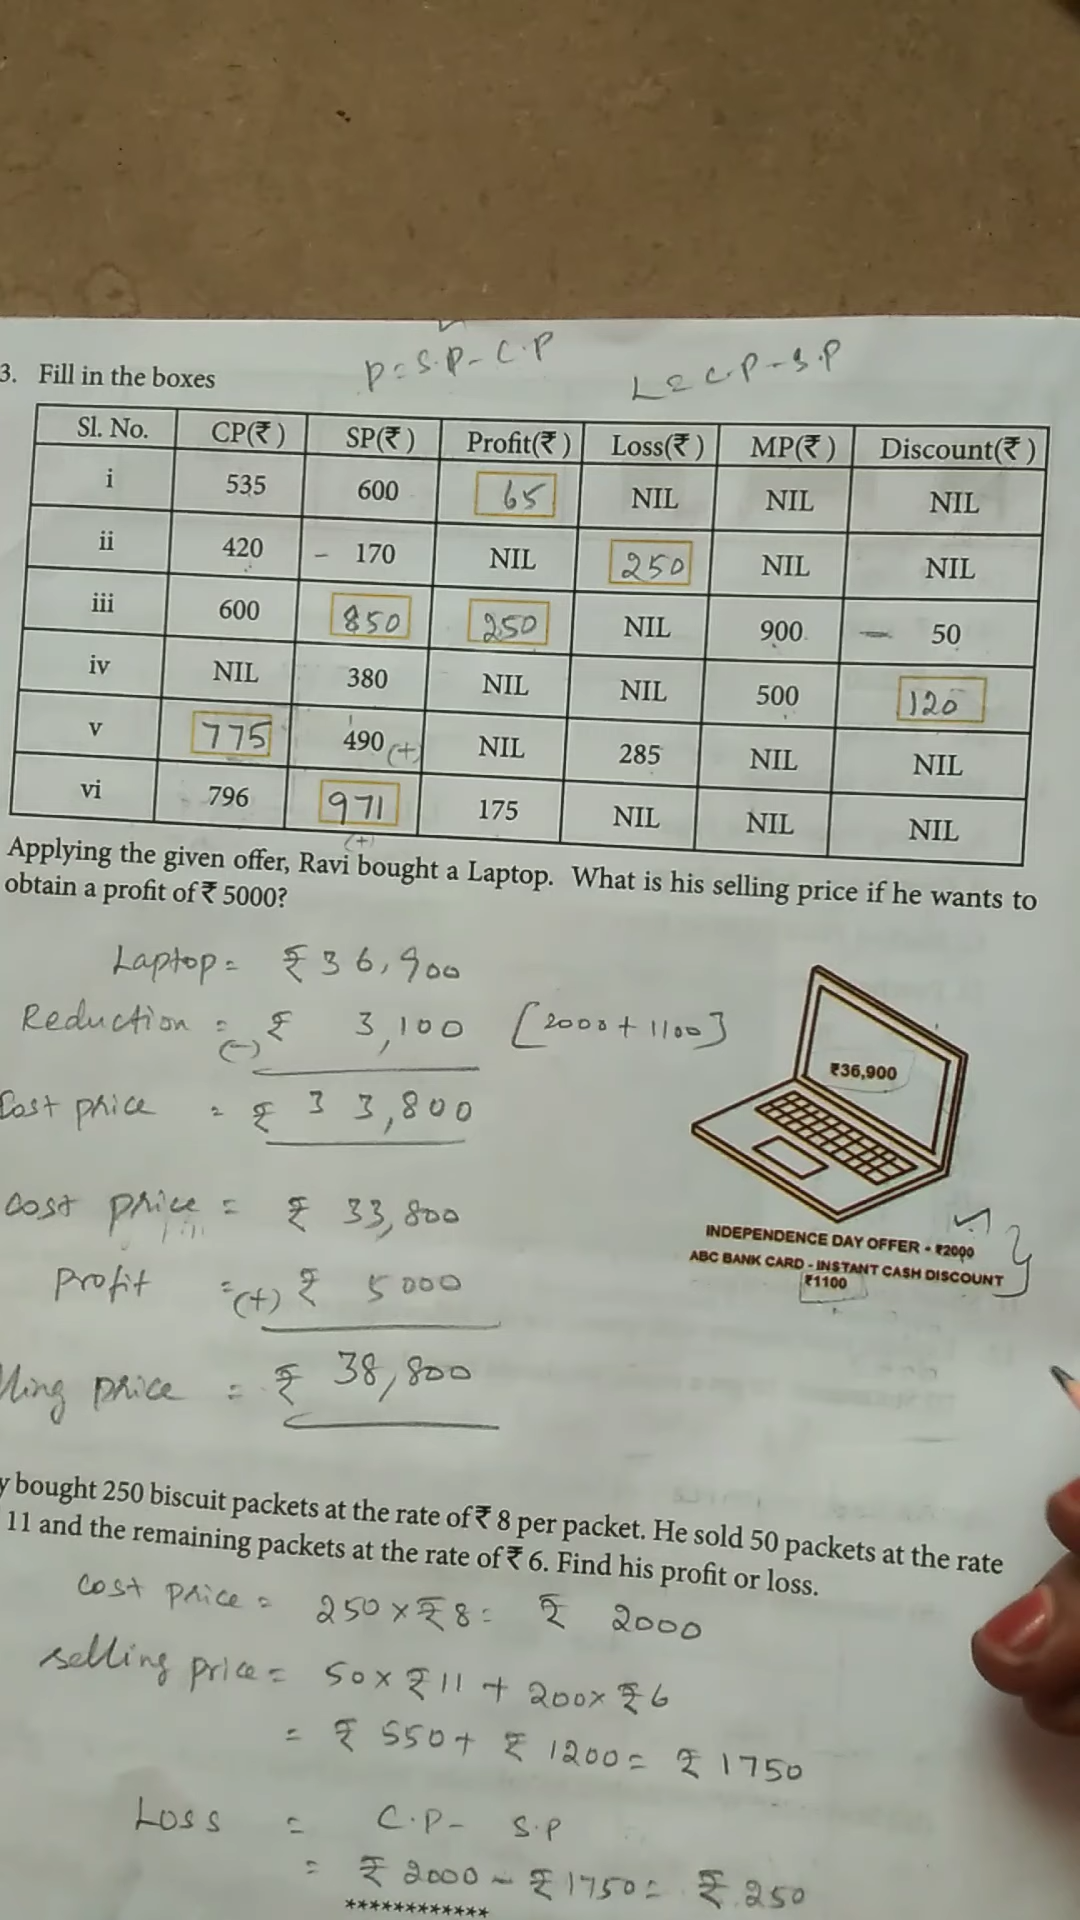 P=S.P-C.P
L=C.P-S.P
3. Fill in the boxes
Sl. No. CP(₹) SP(₹) Profit(₹) Loss(₹) MP(₹) Discount(₹)
i 535 600 65 NIL NIL NIL
ii 420 - 170 NIL 250 NIL NIL
iii 600 850 250 NIL 900 - 50
iv NIL 380 NIL NIL 500 120
v 775 490 (+) NIL 285 NIL NIL
vi 796 971 175 NIL NIL NIL
(+)
Applying the given offer, Ravi bought a Laptop. What is his selling price if he wants to
obtain a profit of ₹ 5000?
Laptop = ₹ 36,900
Reduction = (-) ₹ 3,100 [2000 + 1100]
Cost price = ₹ 33,800
₹36,900
Cost price = ₹ 33,800
Profit = (+) ₹ 5000
lling price = ₹ 38,800
INDEPENDENCE DAY OFFER - ₹2000
ABC BANK CARD - INSTANT CASH DISCOUNT
₹1100
y bought 250 biscuit packets at the rate of ₹ 8 per packet. He sold 50 packets at the rate
11 and the remaining packets at the rate of ₹ 6. Find his profit or loss.
Cost price = 250 x ₹ 8 = ₹ 2000
selling price = 50 x ₹ 11 + 200x ₹ 6
= ₹ 550 + ₹ 1200 = ₹ 1750
Loss = C.P - S.P
= ₹ 2000 - ₹ 1750 = ₹ 250
************